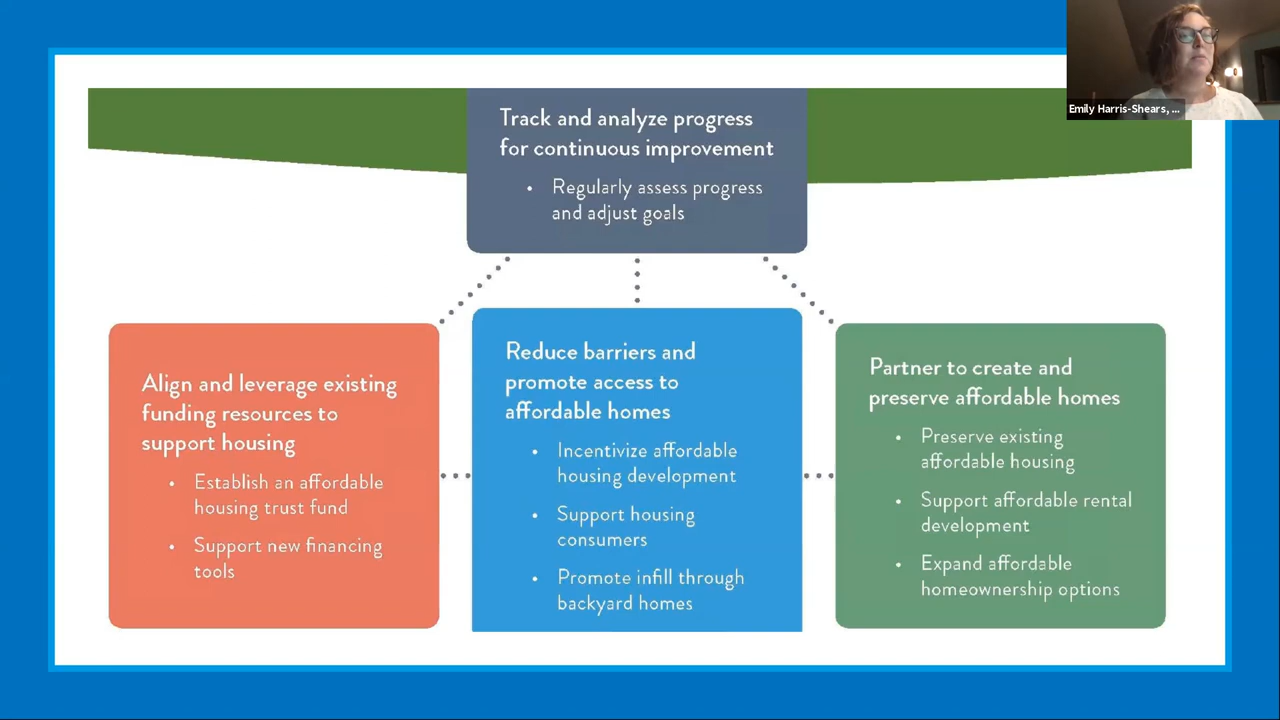 Emily Harris-Shears, ...
Track and analyze progress
for continuous improvement
• Regularly assess progress
and adjust goals
Align and leverage existing
funding resources to
support housing
• Establish an affordable
housing trust fund
• Support new financing
tools
Reduce barriers and
promote access to
affordable homes
• Incentivize affordable
housing development
• Support housing
consumers
• Promote infill through
backyard homes
Partner to create and
preserve affordable homes
• Preserve existing
affordable housing
• Support affordable rental
development
• Expand affordable
homeownership options